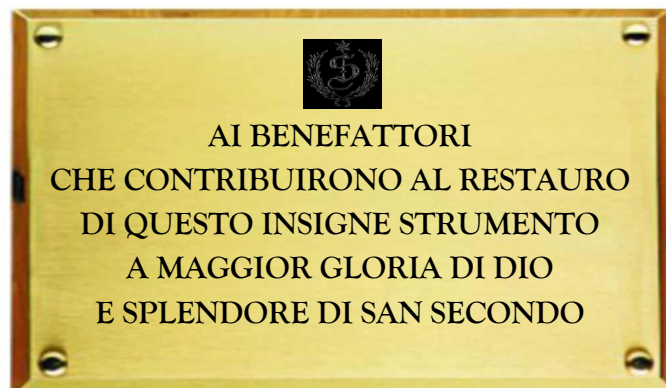 AI BENEFATTORI
CHE CONTRIBUIRONO AL RESTAURO
DI QUESTO INSIGNE STRUMENTO
A MAGGIOR GLORIA DI DIO
E SPLENDORE DI SAN SECONDO